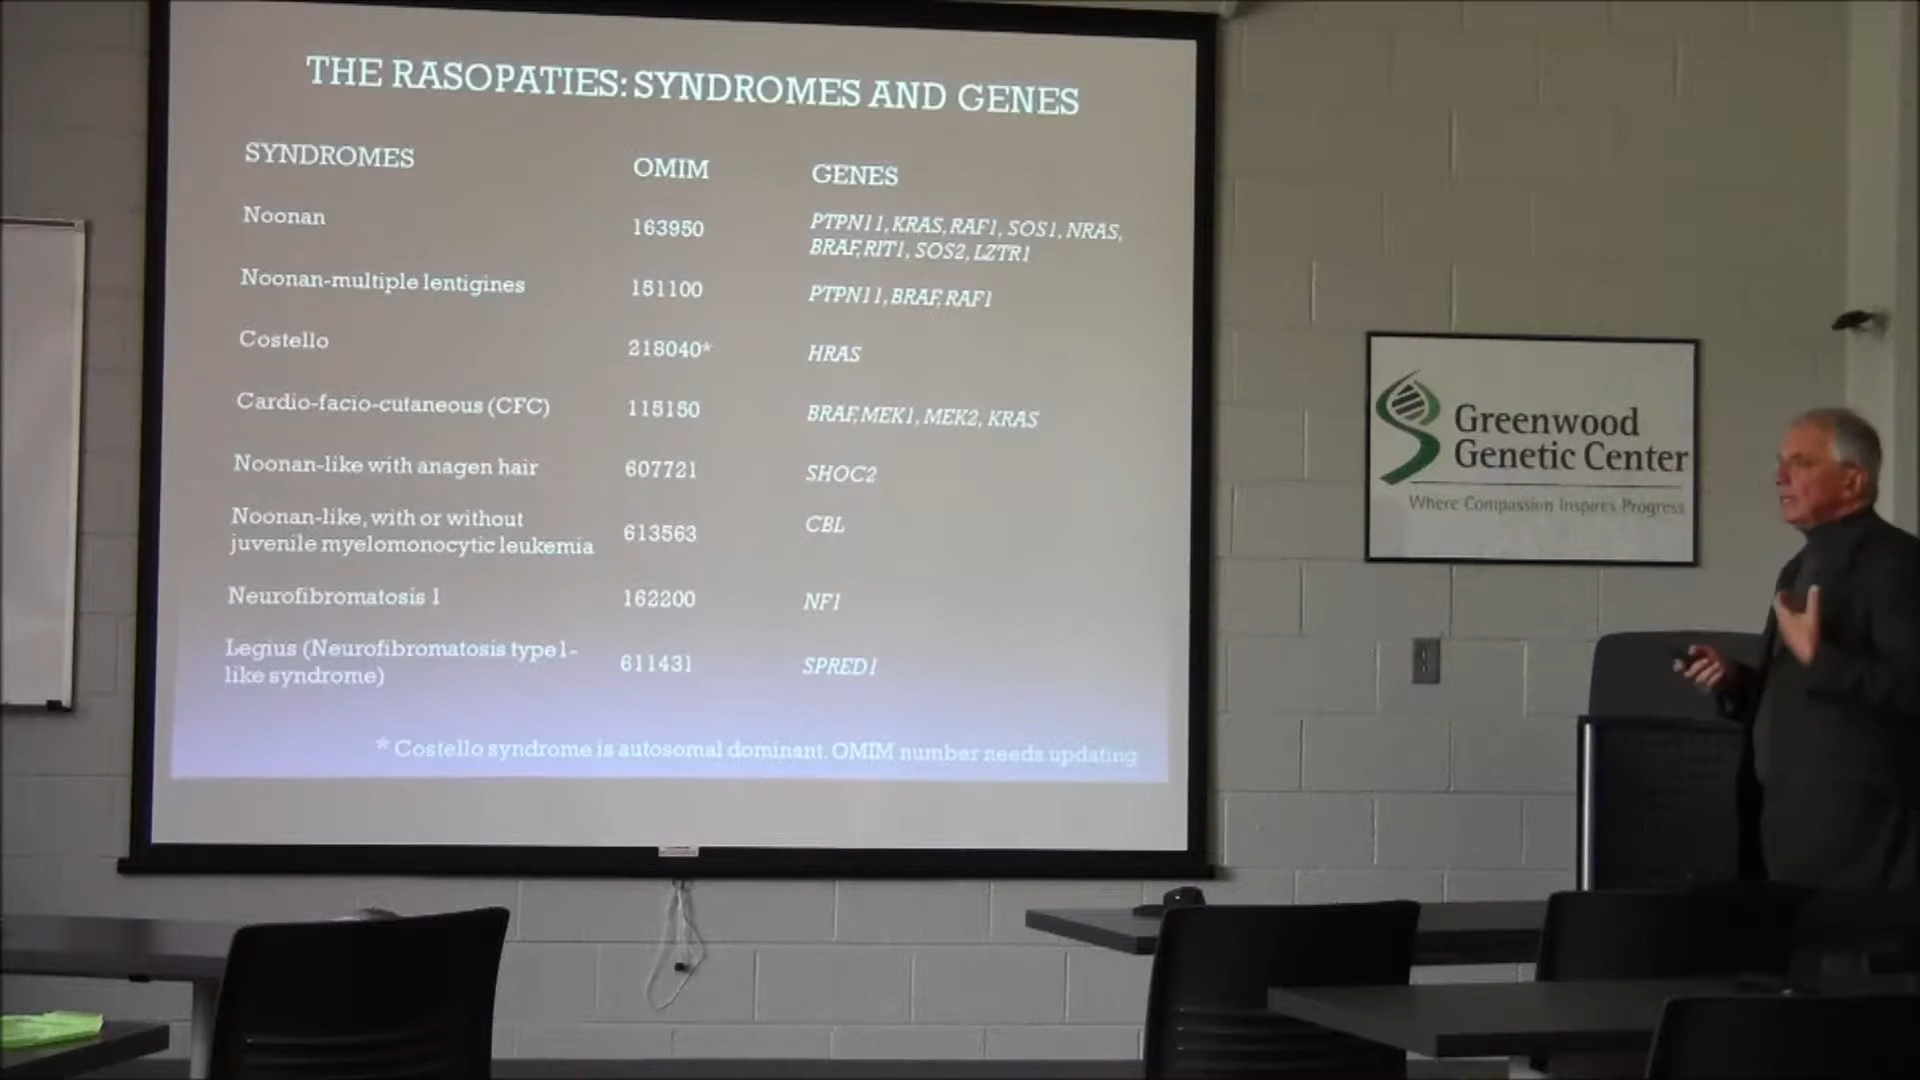 THE RASOPATIES: SYNDROMES AND GENES
SYNDROMES OMIM GENES
Noonan 163950 PTPN11, KRAS, RAF1, SOS1, NRAS,
BRAF, RIT1, SOS2, LZTR1
Noonan-multiple lentigines 151100 PTPN11, BRAF, RAF1
Costello 218040* HRAS
Cardio-facio-cutaneous (CFC) 115150 BRAF, MEK1, MEK2, KRAS
Noonan-like with anagen hair 607721 SHOC2
Noonan-like, with or without
juvenile myelomonocytic leukemia 613563 CBL
Neurofibromatosis 1 162200 NF1
Legius (Neurofibromatosis type1-
like syndrome) 611431 SPRED1
* Costello syndrome is autosomal dominant. OMIM number needs updating
Greenwood
Genetic Center
Where Compassion Inspires Progress